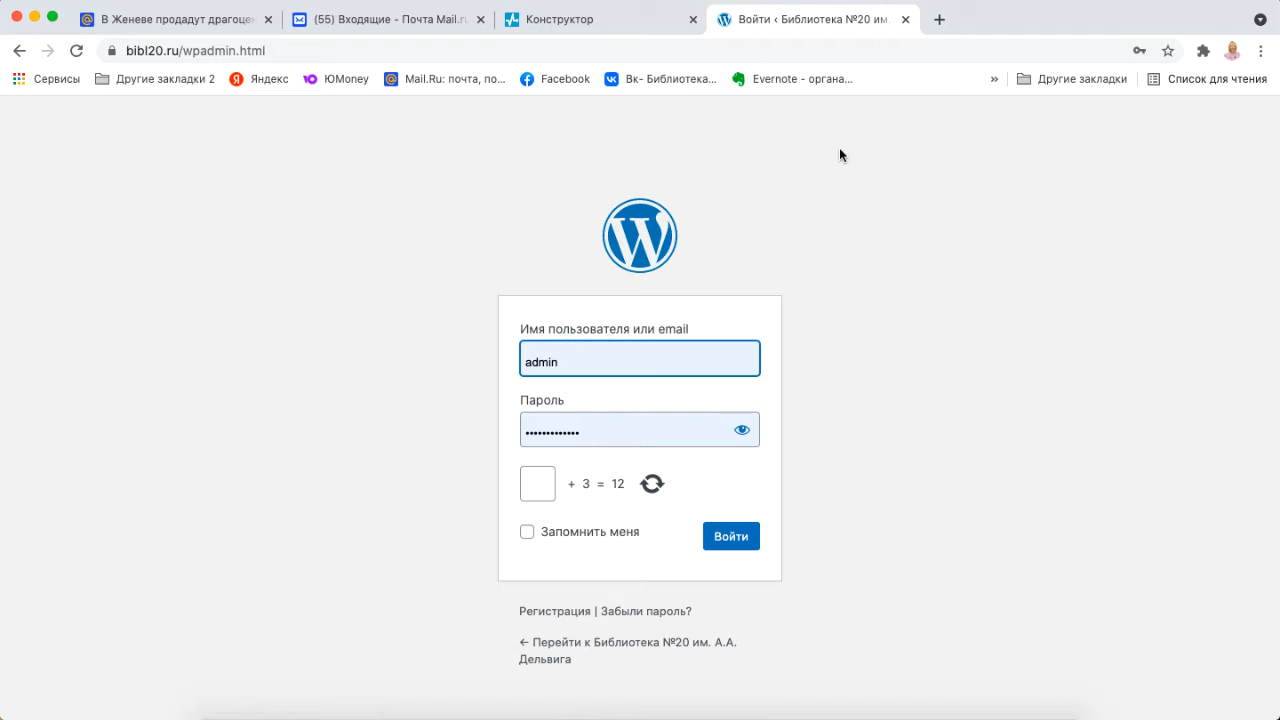 В Женеве продадут драгоцен
(55) Входящие - Почта Mail.ru
Конструктор
Войти ‹ Библиотека №20 им.
bibl20.ru/wpadmin.html
Сервисы
Другие закладки 2
Яндекс
ЮMoney
Mail.Ru: почта, по...
Facebook
Вк- Библиотека...
Evernote - органа...
»
Другие закладки
Список для чтения
Имя пользователя или email
admin
Пароль
•••••••••••••
+ 3 = 12
Запомнить меня
Войти
Регистрация | Забыли пароль?
← Перейти к Библиотека №20 им. А.А.
Дельвига